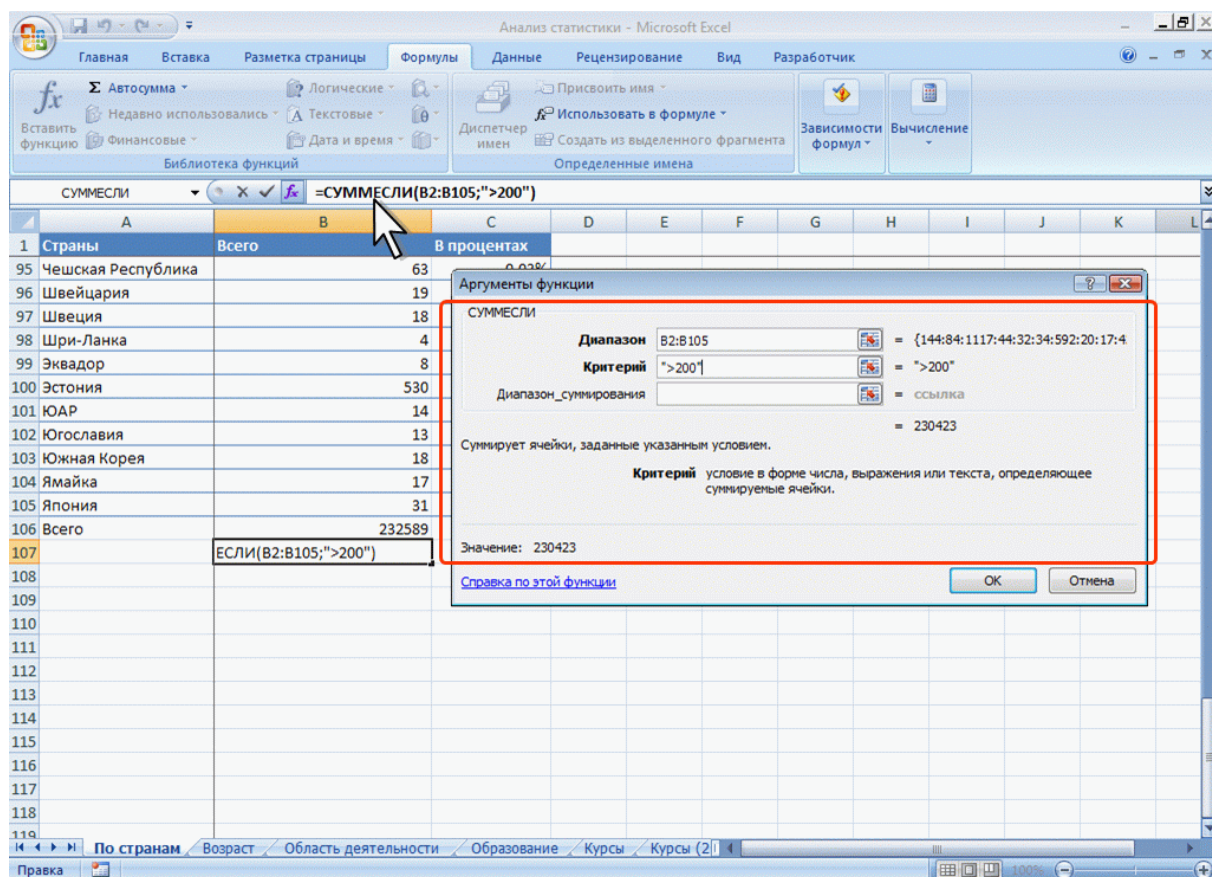 Анализ статистики - Microsoft Excel
Главная Вставка Разметка страницы Формулы Данные Рецензирование Вид Разработчик
Σ Автосумма Логические Присвоить имя
Недавно использовались Текстовые Использовать в формуле
Вставить функцию Финансовые Дата и время Диспетчер имен Создать из выделенного фрагмента Зависимости формул Вычисление
Библиотека функций Определенные имена
СУММЕСЛИ fx =СУММЕСЛИ(B2:B105;">200")
A B C D E F G H I J K L
1 Страны Всего В процентах
95 Чешская Республика 63 0,03%
96 Швейцария 19
97 Швеция 18
98 Шри-Ланка 4
99 Эквадор 8
100 Эстония 530
101 ЮАР 14
102 Югославия 13
103 Южная Корея 18
104 Ямайка 17
105 Япония 31
106 Всего 232589
107 ЕСЛИ(B2:B105;">200")
108
109
110
111
112
113
114
115
116
117
118
119
Аргументы функции
СУММЕСЛИ
Диапазон B2:B105 = {144:84:1117:44:32:34:592:20:17:4
Критерий ">200" = ">200"
Диапазон_суммирования = ссылка
= 230423
Суммирует ячейки, заданные указанным условием.
Критерий условие в форме числа, выражения или текста, определяющее
суммируемые ячейки.
Значение: 230423
Справка по этой функции OK Отмена
По странам Возраст Область деятельности Образование Курсы Курсы (2
Правка 100%